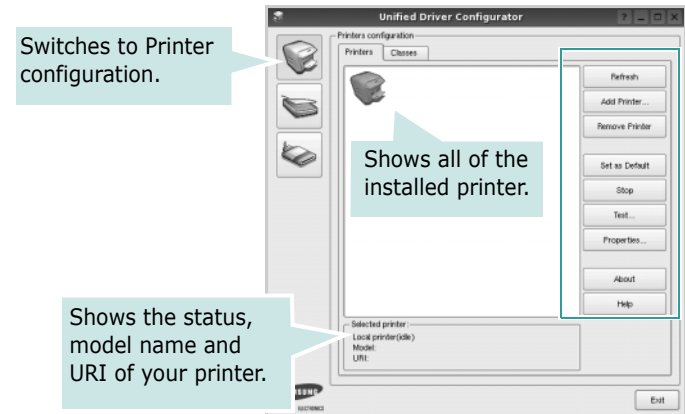 Unified Driver Configurator
Switches to Printer
configuration.
Printers configuration
Printers
Classes
Refresh
Add Printer...
Remove Printer
Shows all of the
installed printer.
Set as Default
Stop
Test...
Properties...
About
Help
Shows the status,
model name and
URI of your printer.
Selected printer:
Local printer(idle)
Model:
URI:
ELECTRONICS
Exit